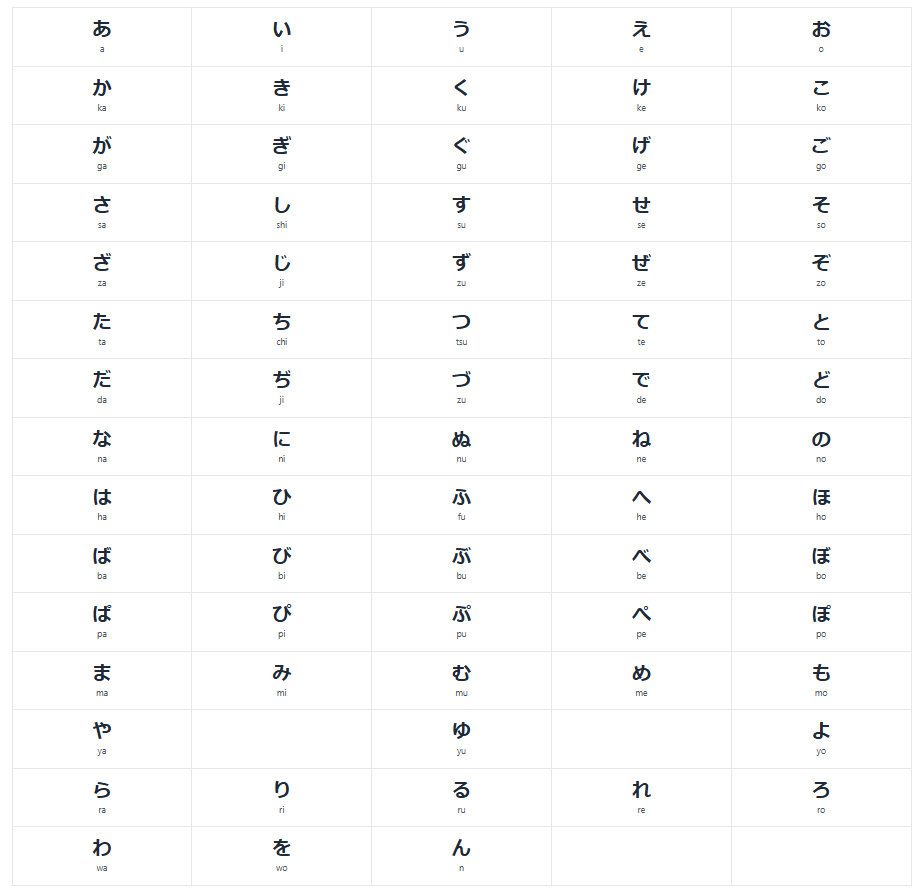 あ い う え お
a i u e o
か き く け こ
ka ki ku ke ko
が ぎ ぐ げ ご
ga gi gu ge go
さ し す せ そ
sa shi su se so
ざ じ ず ぜ ぞ
za ji zu ze zo
た ち つ て と
ta chi tsu te to
だ ぢ づ で ど
da ji zu de do
な に ぬ ね の
na ni nu ne no
は ひ ふ へ ほ
ha hi fu he ho
ば び ぶ べ ぼ
ba bi bu be bo
ぱ ぴ ぷ ぺ ぽ
pa pi pu pe po
ま み む め も
ma mi mu me mo
や ゆ よ
ya yu yo
ら り る れ ろ
ra ri ru re ro
わ を ん
wa wo n